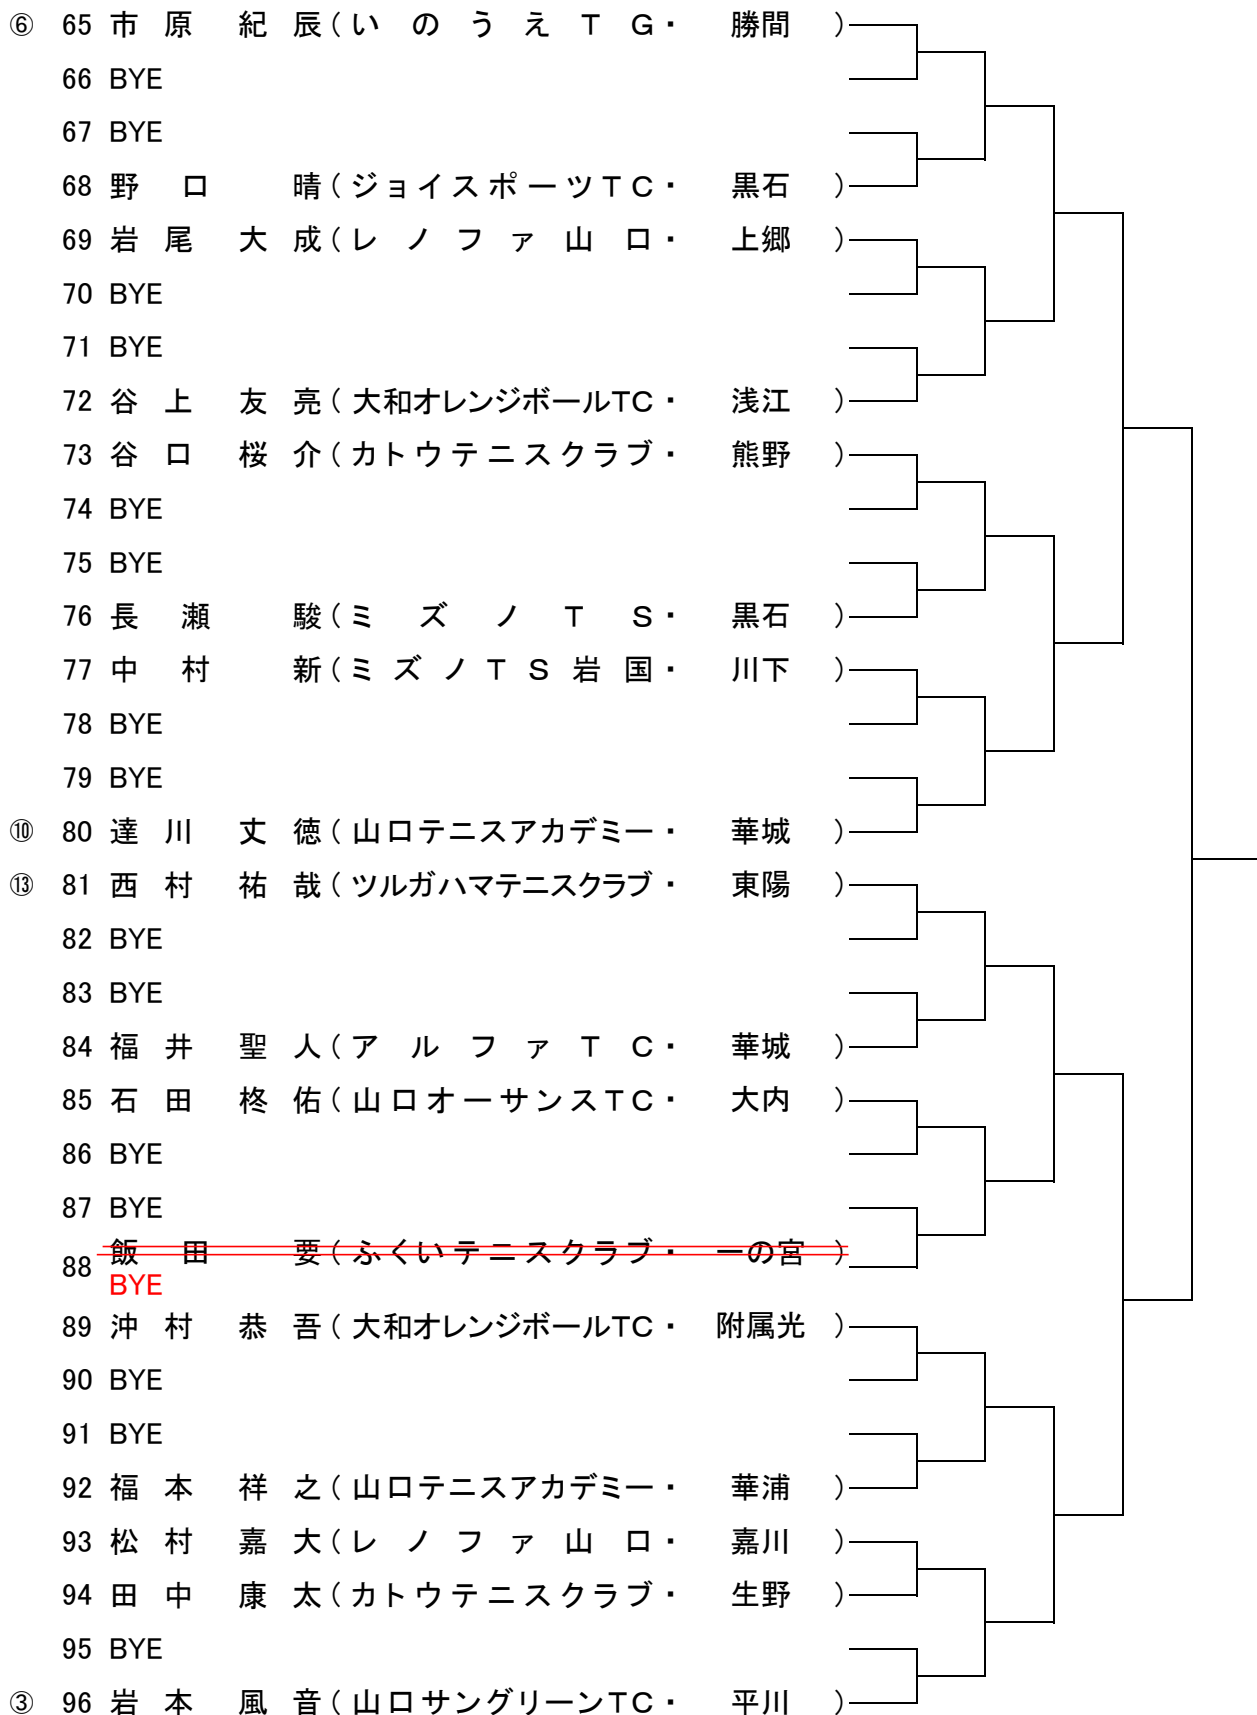 ⑥ 65 市原 紀辰(いのうえTG・ 勝間 )
66 BYE
67 BYE
68 野口 晴(ジョイスポーツTC・ 黒石 )
69 岩尾 大成(レノファ山口・ 上郷 )
70 BYE
71 BYE
72 谷上 友亮(大和オレンジボールTC・ 浅江 )
73 谷口 桜介(カトウテニスクラブ・ 熊野 )
74 BYE
75 BYE
76 長瀬 駿(ミズノTS・ 黒石 )
77 中村 新(ミズノTS岩国・ 川下 )
78 BYE
79 BYE
⑩ 80 達川 丈徳(山口テニスアカデミー・ 華城 )
⑬ 81 西村 祐哉(ツルガハマテニスクラブ・ 東陽 )
82 BYE
83 BYE
84 福井 聖人(アルファTC・ 華城 )
85 石田 柊佑(山口オーサンスTC・ 大内 )
86 BYE
87 BYE
88 飯田 要(ふくいテニスクラブ・ 一の宮 )
BYE
89 沖村 恭吾(大和オレンジボールTC・ 附属光 )
90 BYE
91 BYE
92 福本 祥之(山口テニスアカデミー・ 華浦 )
93 松村 嘉大(レノファ山口・ 嘉川 )
94 田中 康太(カトウテニスクラブ・ 生野 )
95 BYE
③ 96 岩本 風音(山口サングリーンTC・ 平川 )